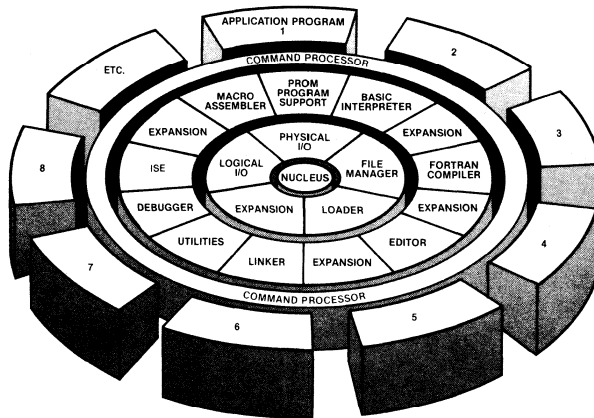 APPLICATION PROGRAM
1
COMMAND PROCESSOR
2
ETC.
MACRO
ASSEMBLER
PROM
PROGRAM
SUPPORT
BASIC
INTERPRETER
EXPANSION
PHYSICAL
I/O
EXPANSION
3
8
ISE
LOGICAL
I/O
NUCLEUS
FILE
MANAGER
FORTRAN
COMPILER
DEBUGGER
EXPANSION
LOADER
EXPANSION
UTILITIES
LINKER
EXPANSION
EDITOR
4
7
COMMAND PROCESSOR
6
5